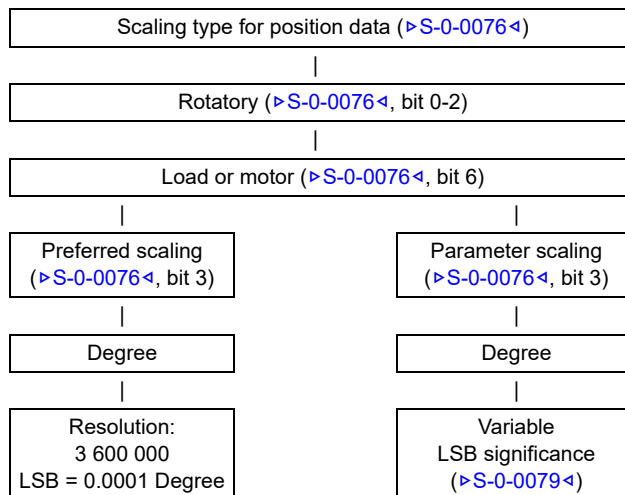 Scaling type for position data (▹S-0-0076◃)
|
Rotatory (▹S-0-0076◃, bit 0-2)
|
Load or motor (▹S-0-0076◃, bit 6)
| |
Preferred scaling
(▹S-0-0076◃, bit 3)
Parameter scaling
(▹S-0-0076◃, bit 3)
| |
Degree
Degree
| |
Resolution:
3 600 000
LSB = 0.0001 Degree
Variable
LSB significance
(▹S-0-0079◃)